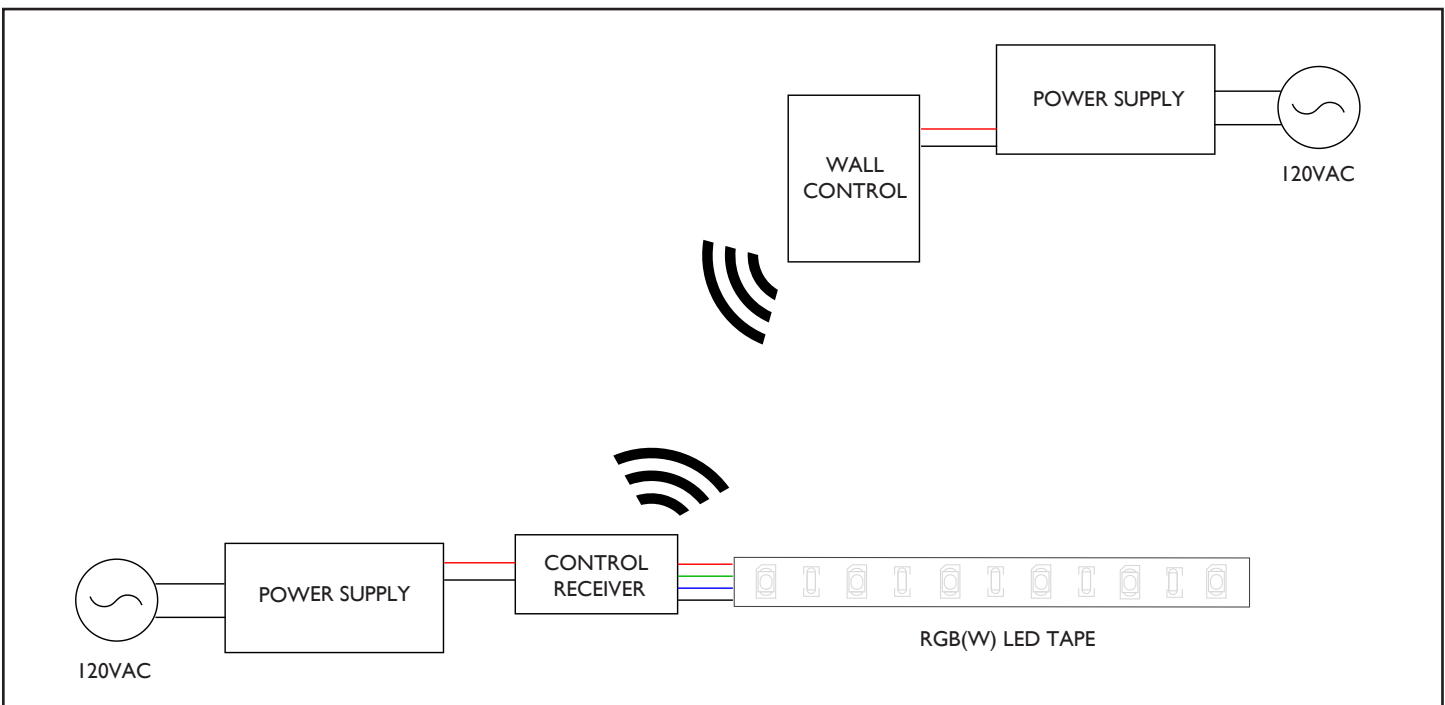 POWER SUPPLY
120VAC
WALL
CONTROL
CONTROL
RECEIVER
POWER SUPPLY
120VAC
RGB(W) LED TAPE